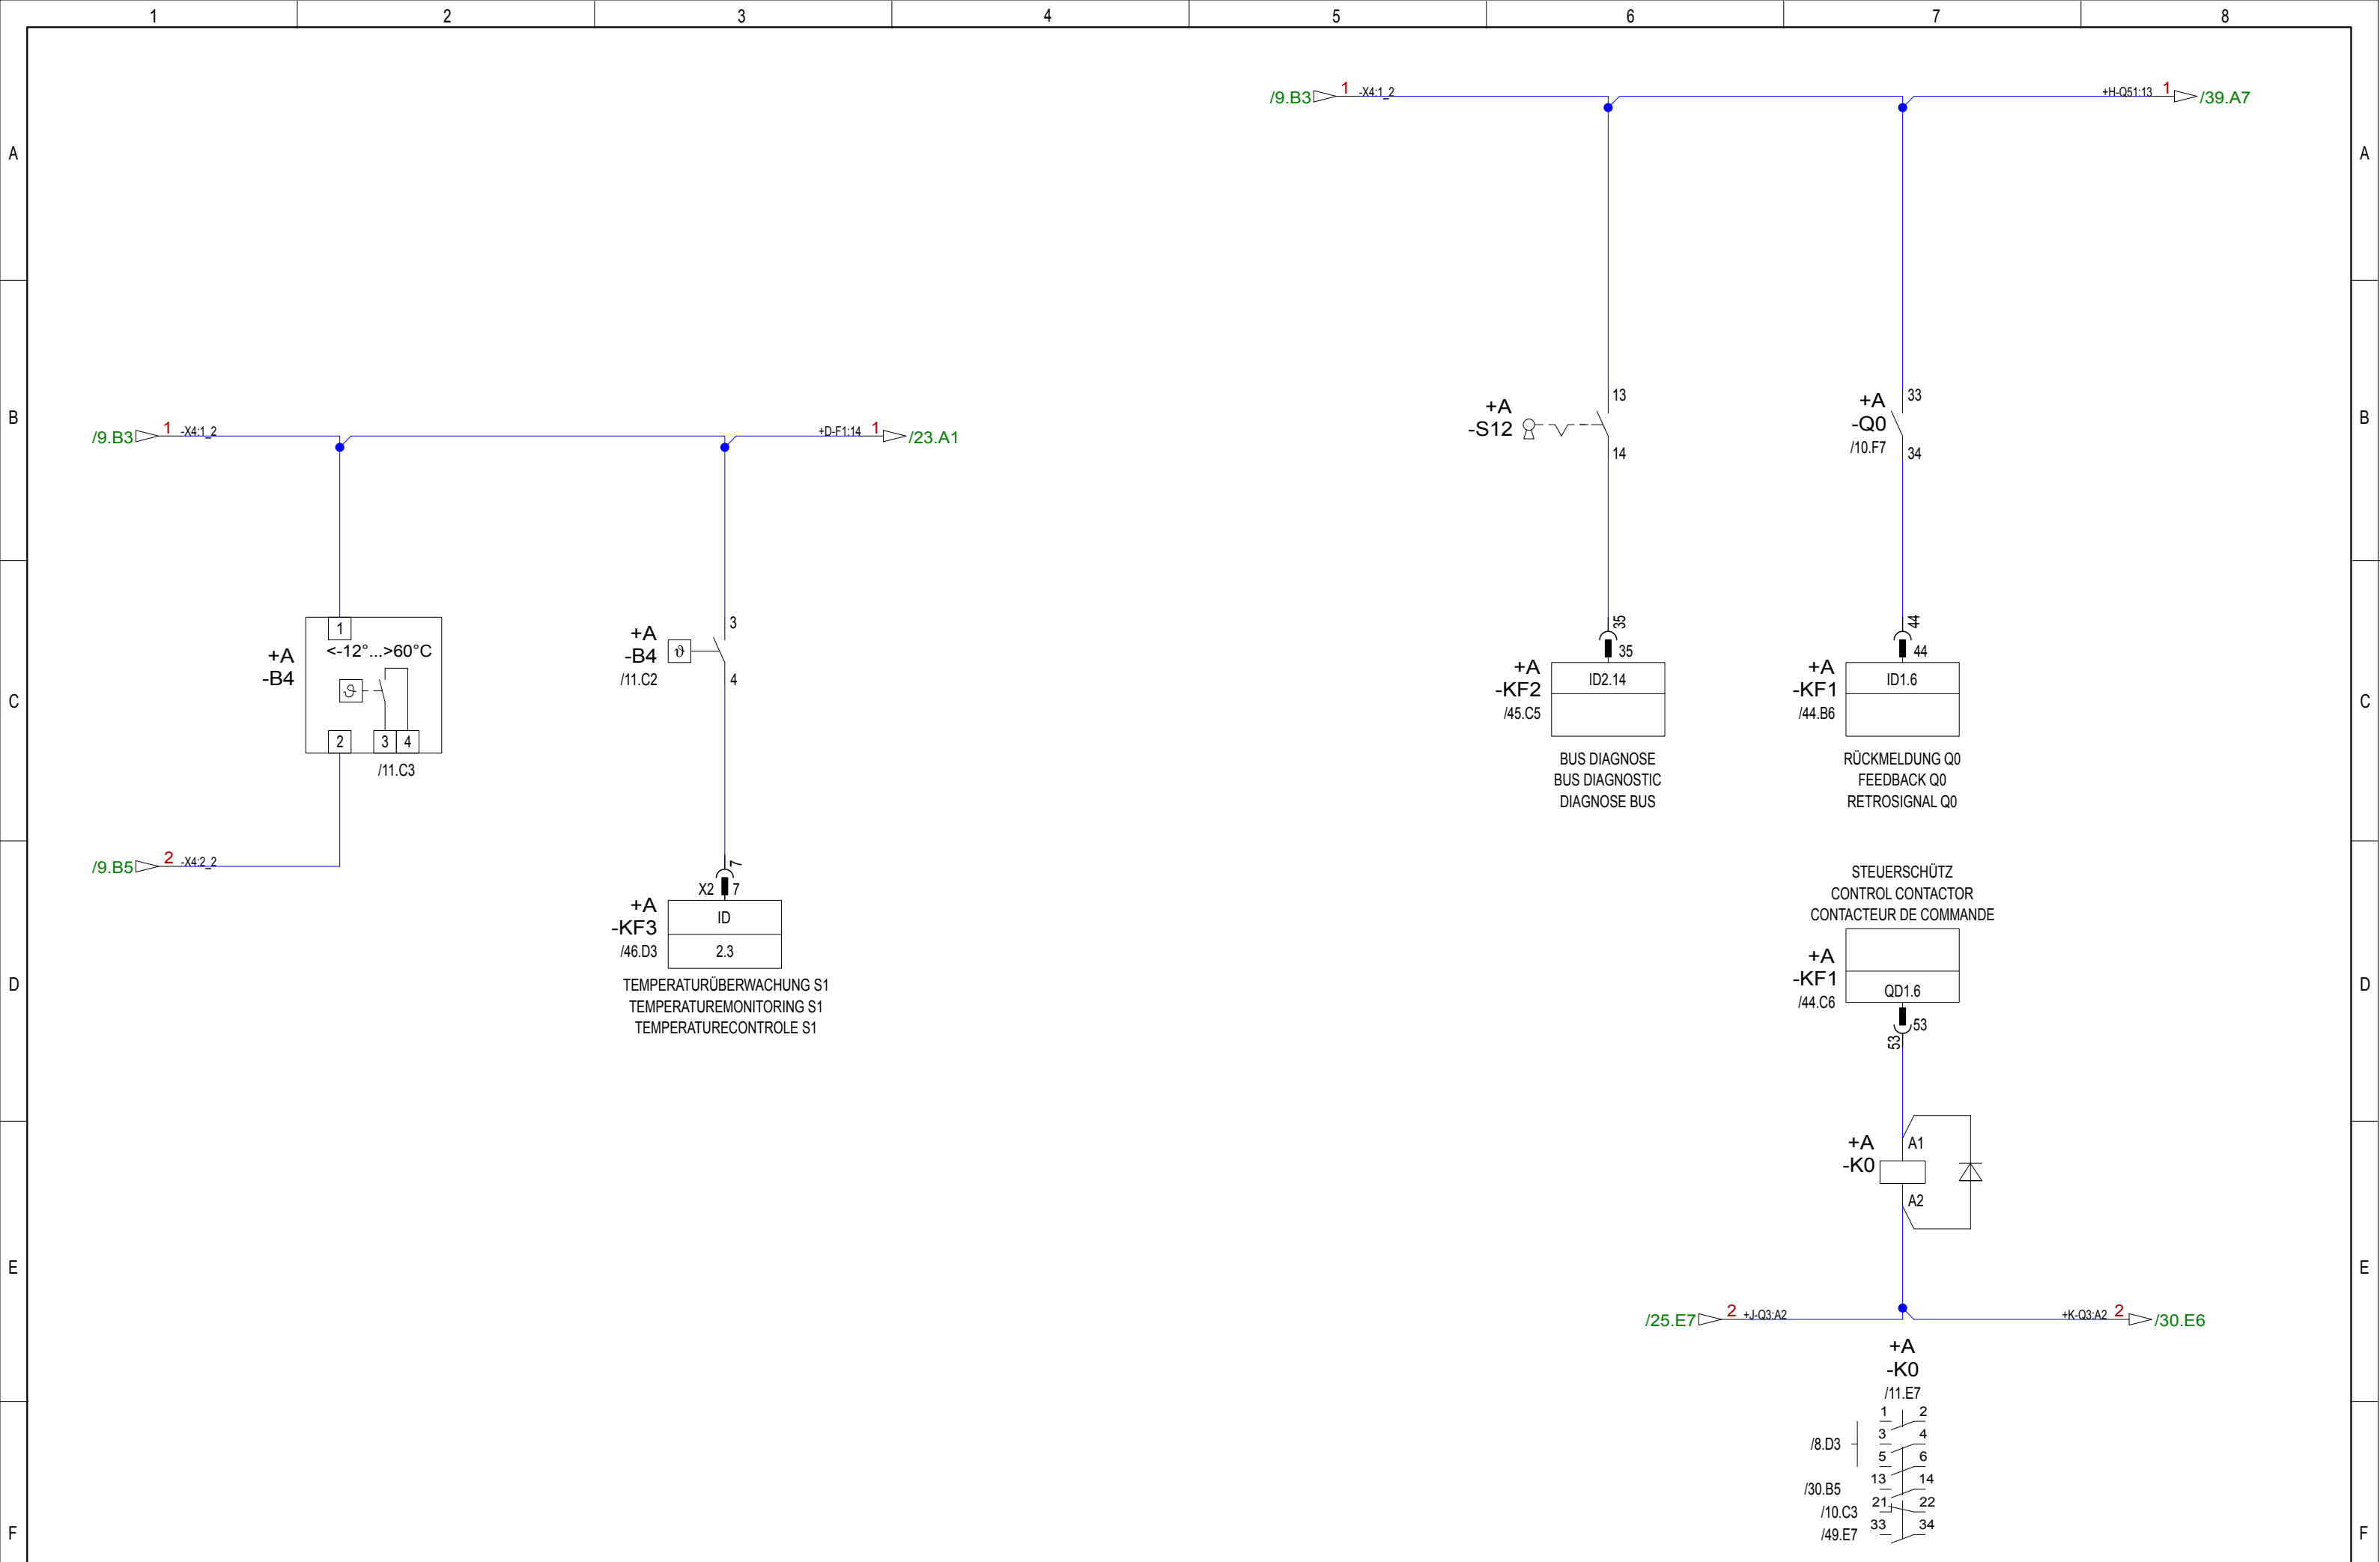 1 2 3 4 5 6 7 8
A
/9.B3 1 -X4:1_2
+H-Q51:13 1 /39.A7
A
B
/9.B3 1 -X4:1_2
+D-F1:14 1 /23.A1
+A
-S12
13
14
+A
-Q0
/10.F7
33
34
B
C
+A
-B4
1
<-12°...>60°C
ϑ
2 3 4
/11.C3
+A
-B4
/11.C2
ϑ
3
4
35
35
+A
-KF2
/45.C5
ID2.14
BUS DIAGNOSE
BUS DIAGNOSTIC
DIAGNOSE BUS
44
44
+A
-KF1
/44.B6
ID1.6
RÜCKMELDUNG Q0
FEEDBACK Q0
RETROSIGNAL Q0
C
D
/9.B5 2 -X4:2_2
7
X2 7
+A
-KF3
/46.D3
ID
2.3
TEMPERATURÜBERWACHUNG S1
TEMPERATUREMONITORING S1
TEMPERATURECONTROLE S1
STEUERSCHÜTZ
CONTROL CONTACTOR
CONTACTEUR DE COMMANDE
+A
-KF1
/44.C6
QD1.6
53
53
D
E
+A
-K0
A1
A2
/25.E7 2 +J-Q3:A2
+K-Q3:A2 2 /30.E6
E
+A
-K0
/11.E7
1 2
3 4
/8.D3
5 6
13 14
/30.B5
21 22
/10.C3
33 34
/49.E7
F
F